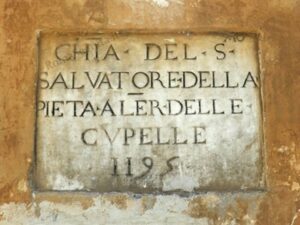 CHIA · DEL · S ·
SALVATORE · DELLA
PIETA · A LER · DELLE
CVPELLE
1195